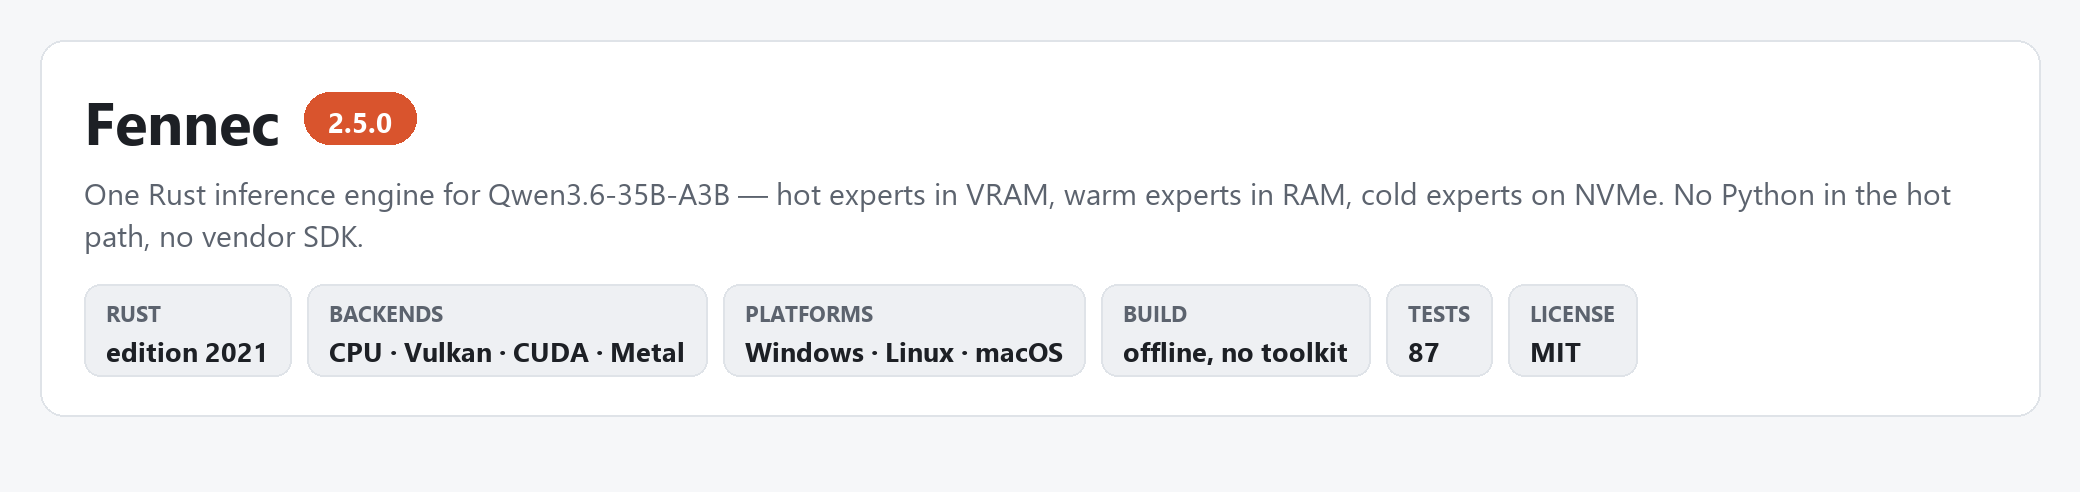 Fennec 2.5.0
One Rust inference engine for Qwen3.6-35B-A3B — hot experts in VRAM, warm experts in RAM, cold experts on NVMe. No Python in the hot
path, no vendor SDK.
RUST
edition 2021
BACKENDS
CPU · Vulkan · CUDA · Metal
PLATFORMS
Windows · Linux · macOS
BUILD
offline, no toolkit
TESTS
87
LICENSE
MIT